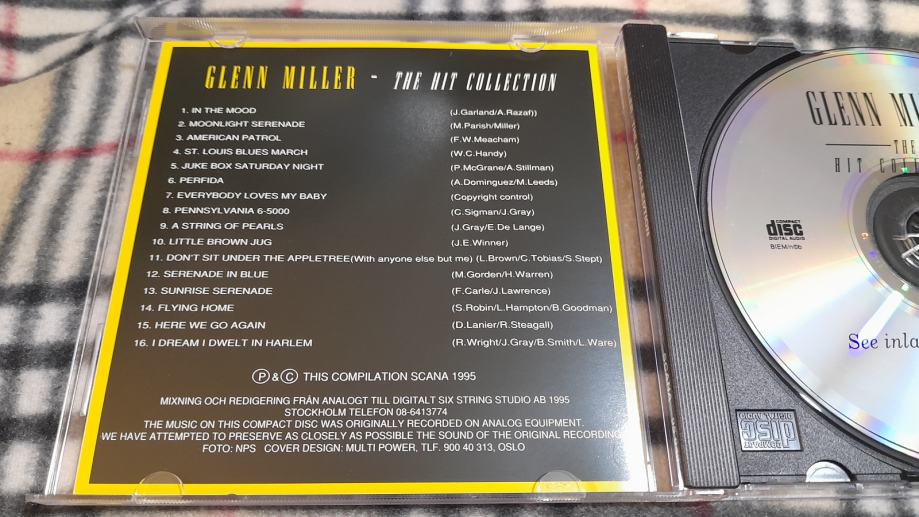 GLENN MILLER - THE HIT COLLECTION
1. IN THE MOOD (J.Garland/A.Razaf))
2. MOONLIGHT SERENADE (M.Parish/Miller)
3. AMERICAN PATROL (F.W.Meacham)
4. ST. LOUIS BLUES MARCH (W.C.Handy)
5. JUKE BOX SATURDAY NIGHT (P.McGrane/A.Stillman)
6. PERFIDA (A.Dominguez/M.Leeds)
7. EVERYBODY LOVES MY BABY (Copyright control)
8. PENNSYLVANIA 6-5000 (C.Sigman/J.Gray)
9. A STRING OF PEARLS (J.Gray/E.De Lange)
10. LITTLE BROWN JUG (J.E.Winner)
11. DON'T SIT UNDER THE APPLETREE(With anyone else but me) (L.Brown/C.Tobias/S.Stept)
12. SERENADE IN BLUE (M.Gorden/H.Warren)
13. SUNRISE SERENADE (F.Carle/J.Lawrence)
14. FLYING HOME (S.Robin/L.Hampton/B.Goodman)
15. HERE WE GO AGAIN (D.Lanier/R.Steagall)
16. I DREAM I DWELT IN HARLEM (R.Wright/J.Gray/B.Smith/L.Ware)
Ⓟ&Ⓒ THIS COMPILATION SCANA 1995
MIXNING OCH REDIGERING FRÅN ANALOGT TILL DIGITALT SIX STRING STUDIO AB 1995
STOCKHOLM TELEFON 08-6413774
THE MUSIC ON THIS COMPACT DISC WAS ORIGINALLY RECORDED ON ANALOG EQUIPMENT.
WE HAVE ATTEMPTED TO PRESERVE AS CLOSELY AS POSSIBLE THE SOUND OF THE ORIGINAL RECORDING
FOTO: NPS COVER DESIGN: MULTI POWER, TLF. 900 40 313, OSLO
GLENN MI
THE
HIT COLL
COMPACT
disc
DIGITAL AUDIO
BIEM/n©b
See inla
COMPACT
disc
DIGITAL AUDIO